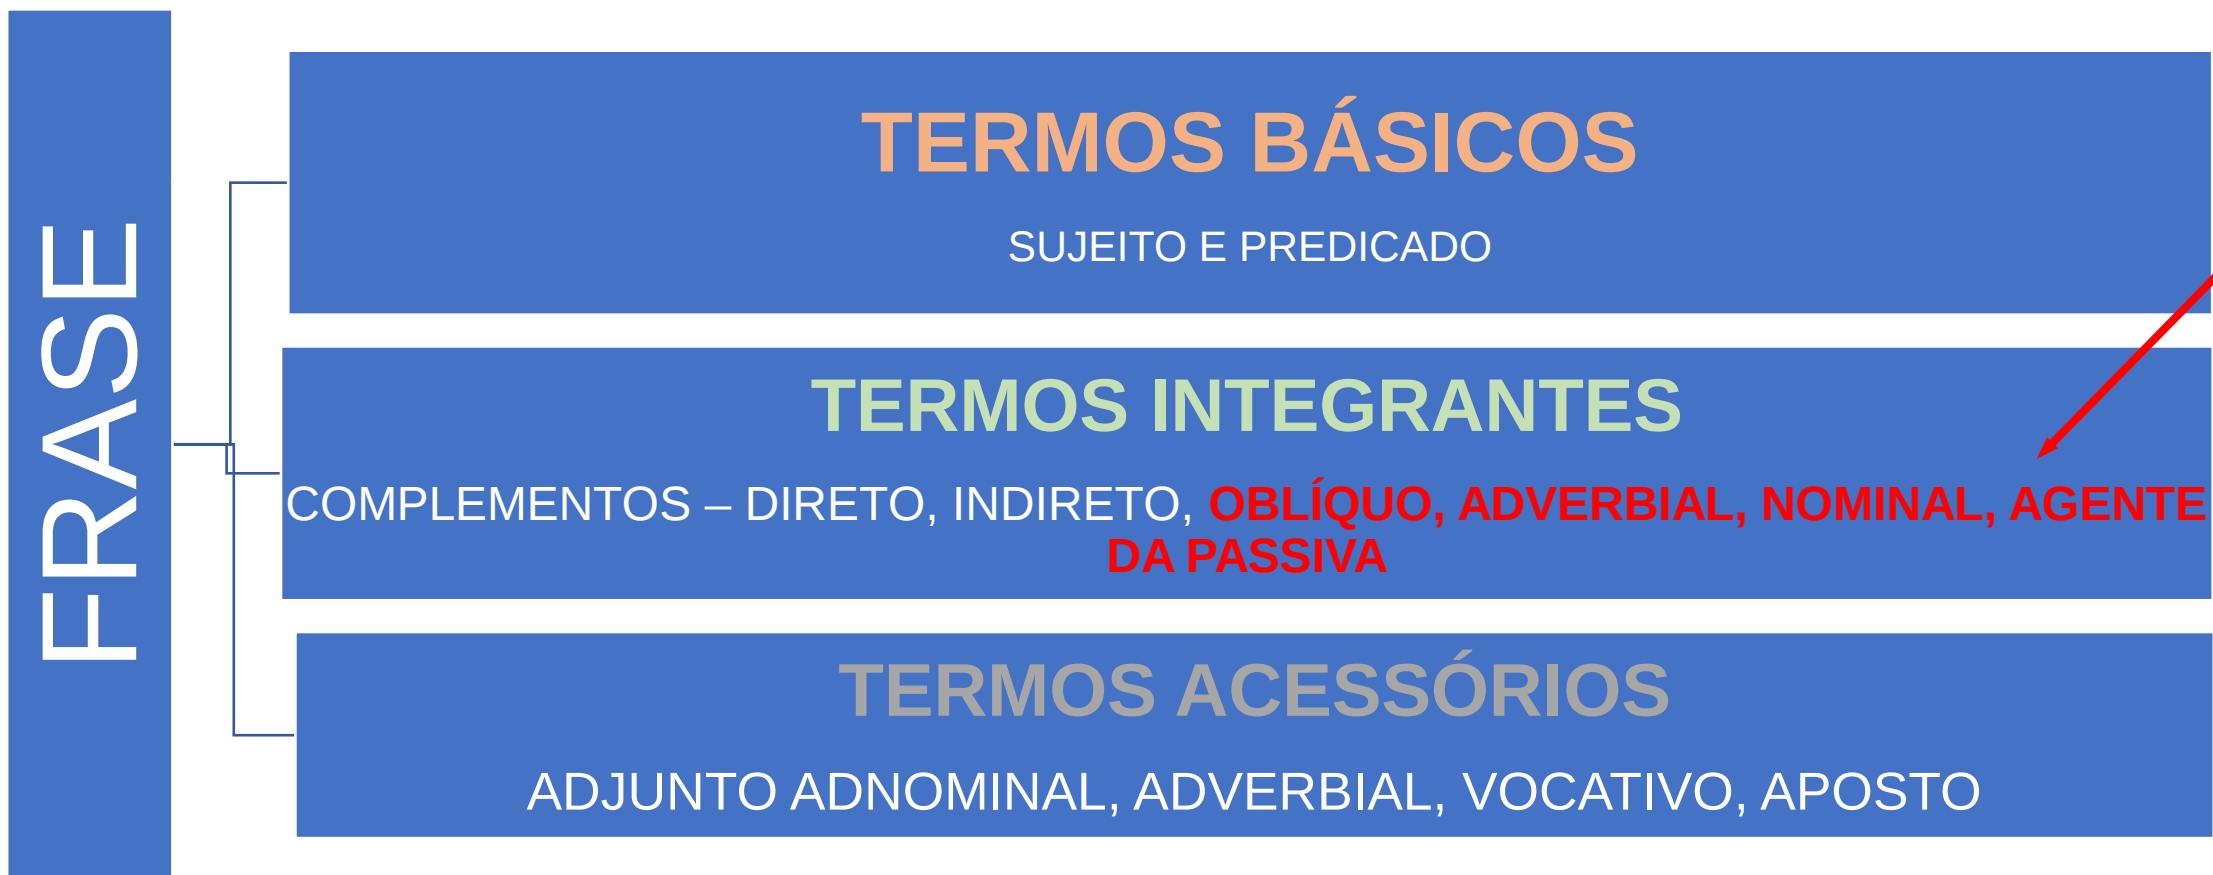 FRASE
TERMOS BÁSICOS
SUJEITO E PREDICADO
TERMOS INTEGRANTES
COMPLEMENTOS – DIRETO, INDIRETO, OBLÍQUO, ADVERBIAL, NOMINAL, AGENTE
DA PASSIVA
TERMOS ACESSÓRIOS
ADJUNTO ADNOMINAL, ADVERBIAL, VOCATIVO, APOSTO